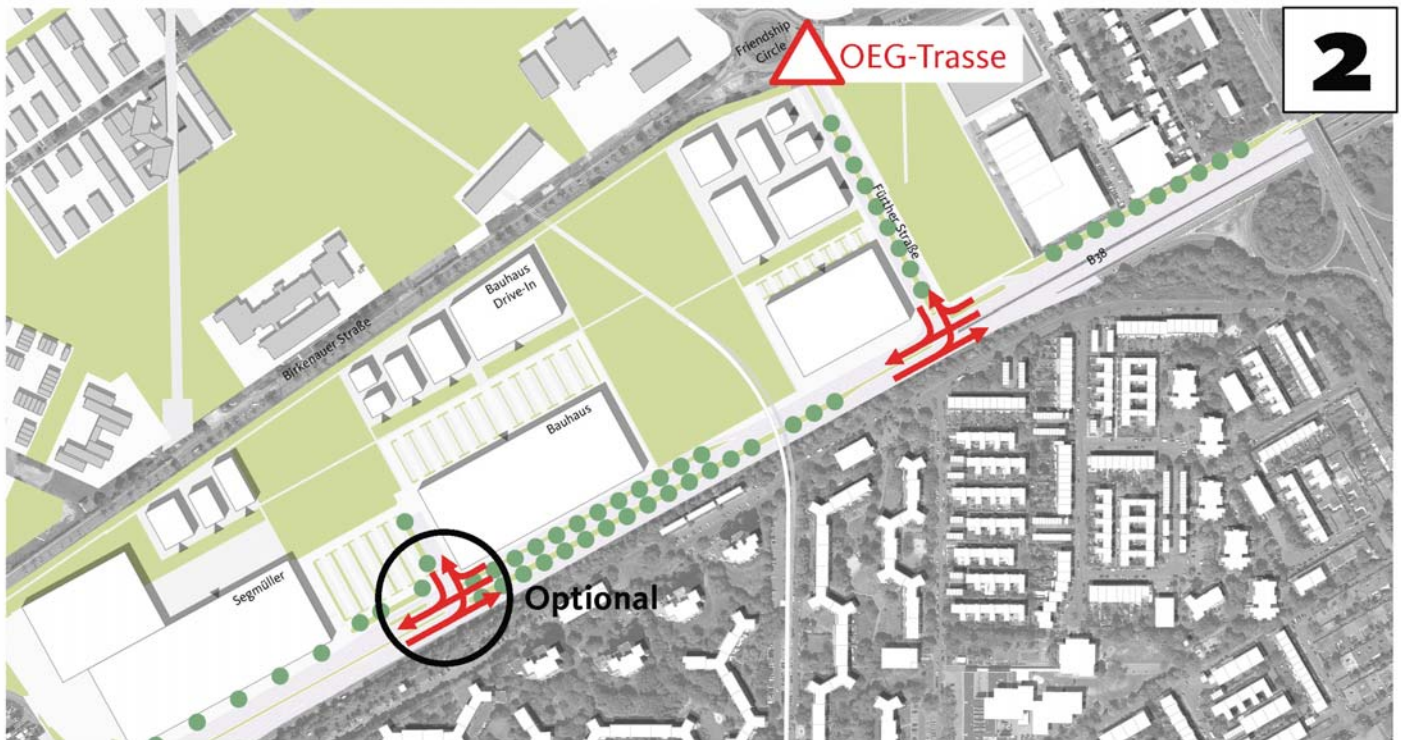 2
Friendship
Circle
OEG-Trasse
Fürther Straße
B38
Bauhaus
Drive-In
Birkenauer Straße
Bauhaus
Segmüller
Optional